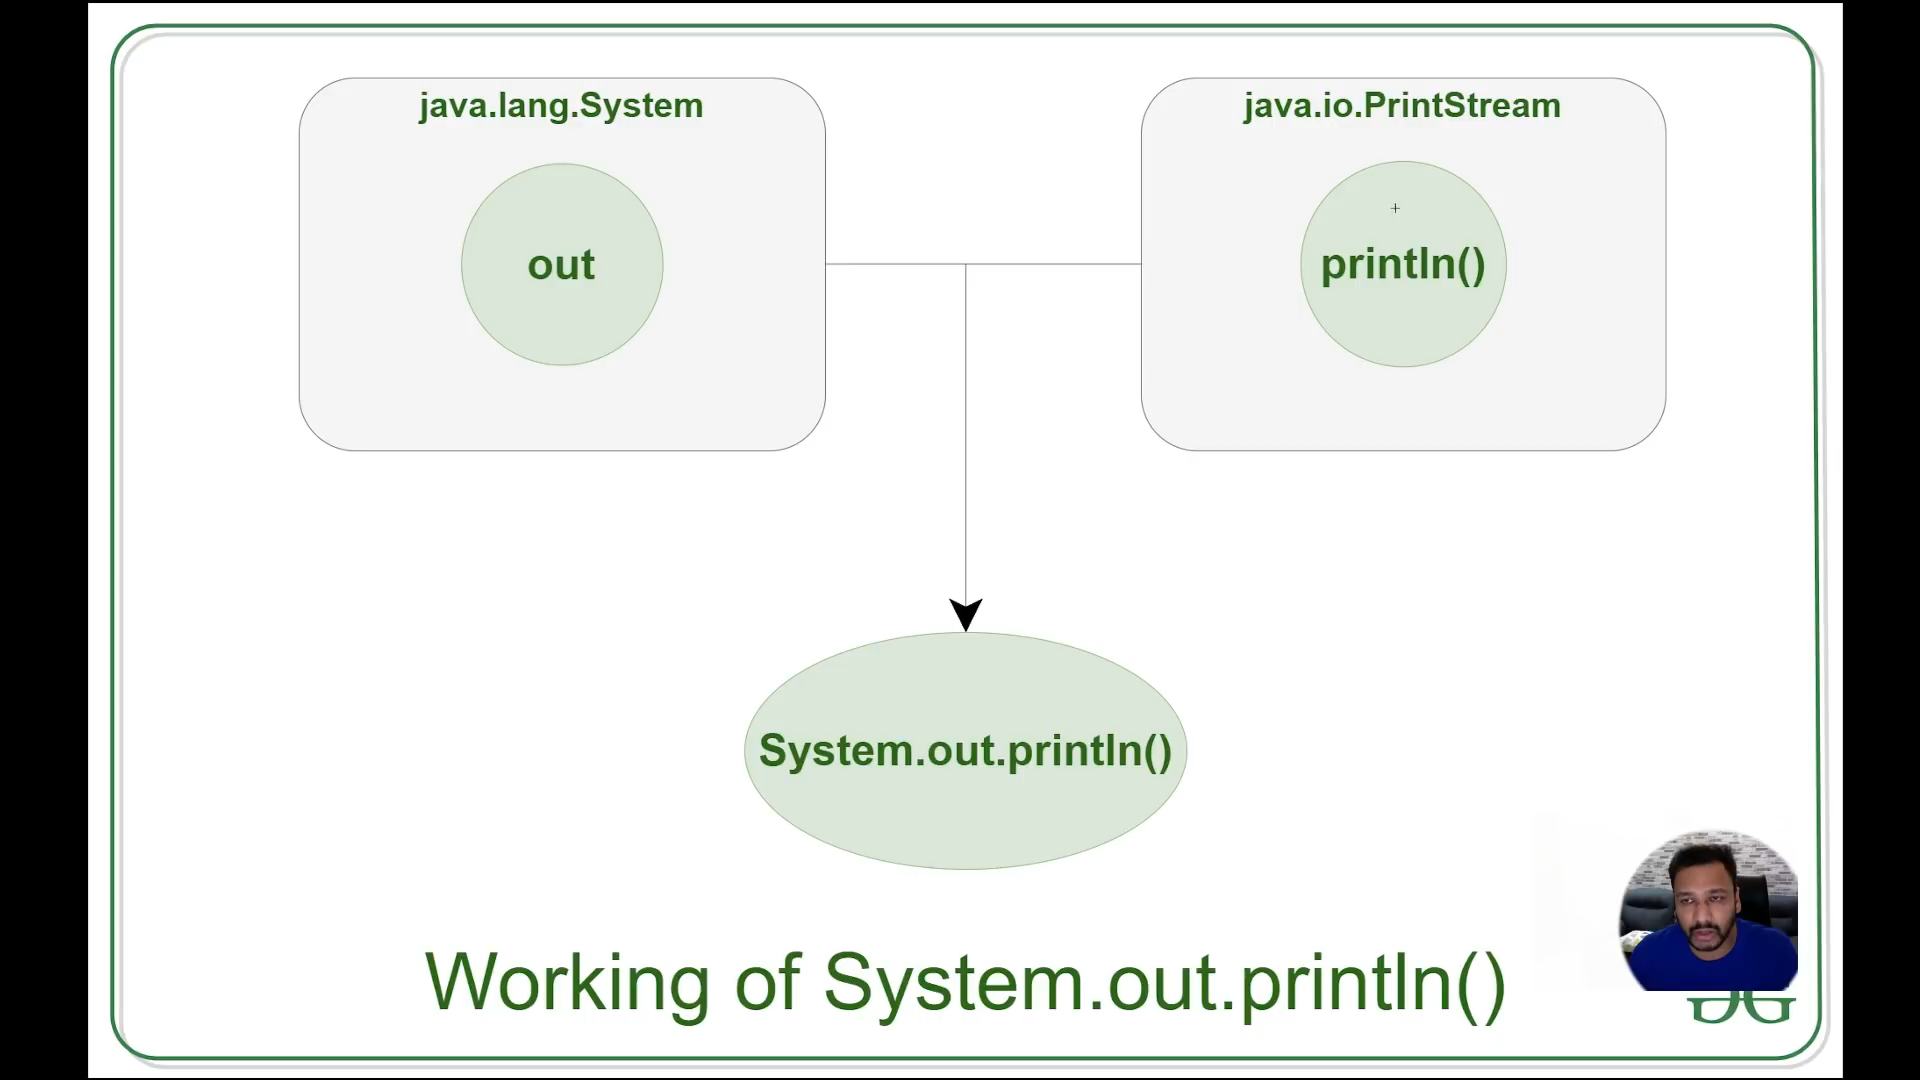 java.lang.System
java.io.PrintStream
out
println()
System.out.println()
Working of System.out.println()